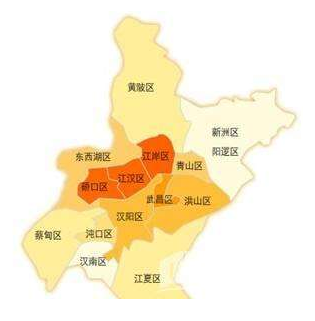 黄陂区
新洲区
阳逻区
东西湖区
江岸区
青山区
江汉区
硚口区
武昌区
洪山区
汉阳区
沌口区
蔡甸区
汉南区
江夏区